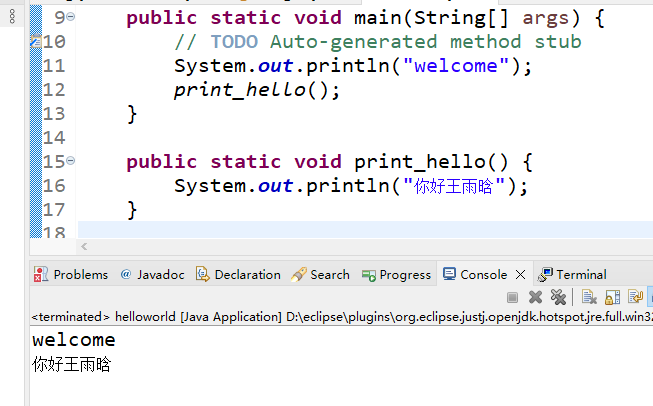 9 public static void main(String[] args) {
10 // TODO Auto-generated method stub
11 System.out.println("welcome");
12 print_hello();
13 }
14
15 public static void print_hello() {
16 System.out.println("你好王雨晗");
17 }
18
Problems @ Javadoc Declaration Search Progress Console Terminal
<terminated> helloworld [Java Application] D:\eclipse\plugins\org.eclipse.justj.openjdk.hotspot.jre.full.win32
welcome
你好王雨晗